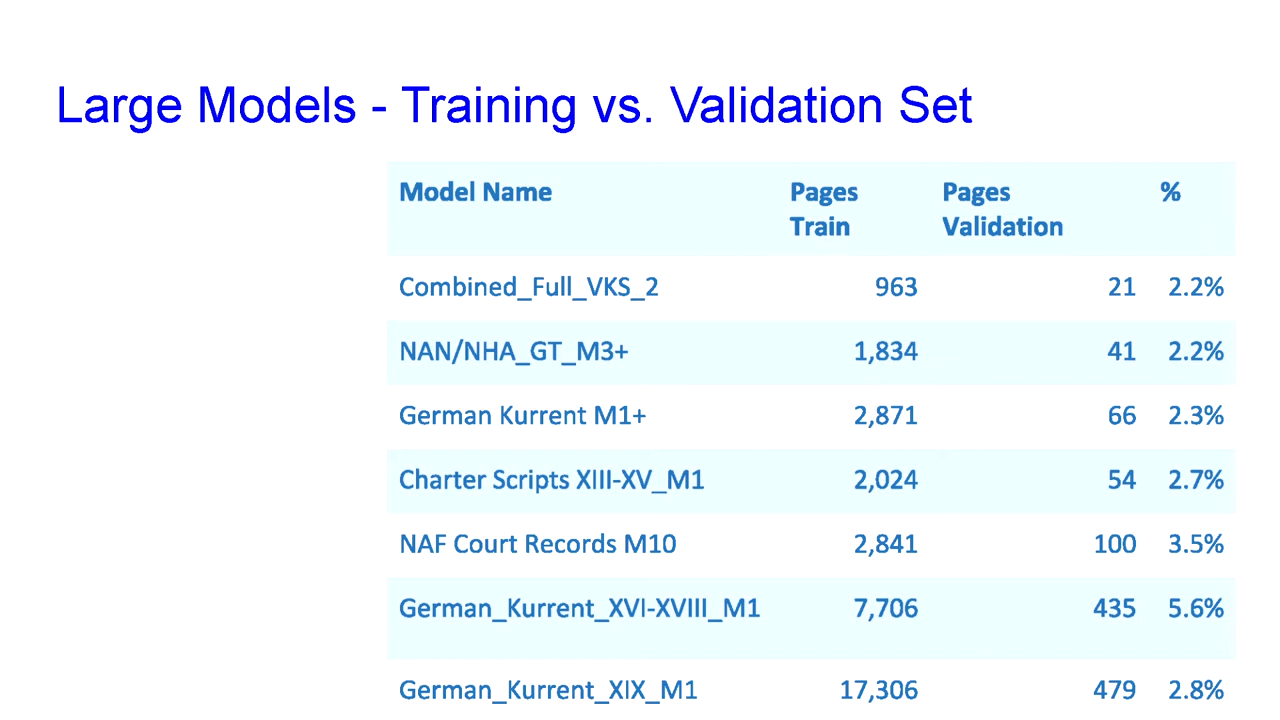 Large Models - Training vs. Validation Set
Model Name Pages Train Pages Validation %
Combined_Full_VKS_2 963 21 2.2%
NAN/NHA_GT_M3+ 1,834 41 2.2%
German Kurrent M1+ 2,871 66 2.3%
Charter Scripts XIII-XV_M1 2,024 54 2.7%
NAF Court Records M10 2,841 100 3.5%
German_Kurrent_XVI-XVIII_M1 7,706 435 5.6%
German_Kurrent_XIX_M1 17,306 479 2.8%